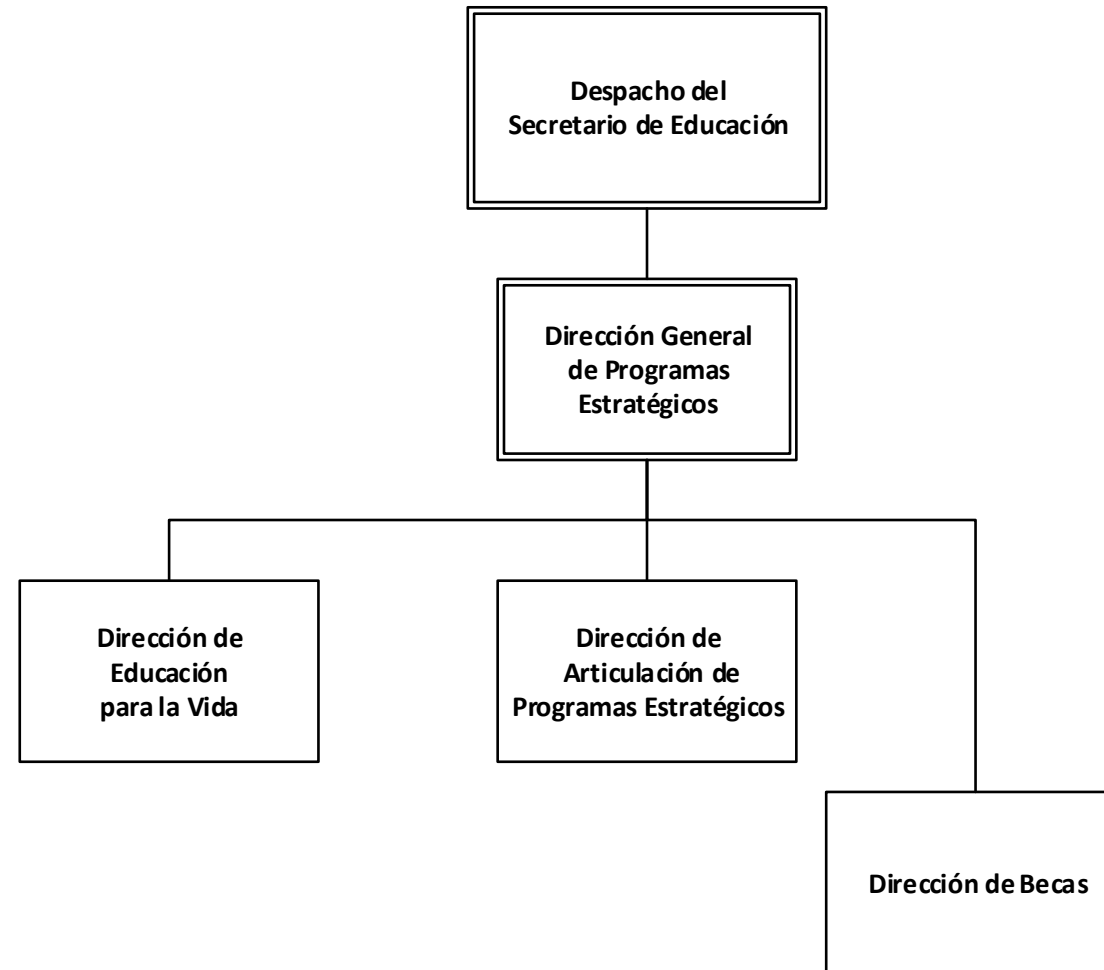 Despacho del
Secretario de Educación
Dirección General
de Programas
Estratégicos
Dirección de
Educación
para la Vida
Dirección de
Articulación de
Programas Estratégicos
Dirección de Becas